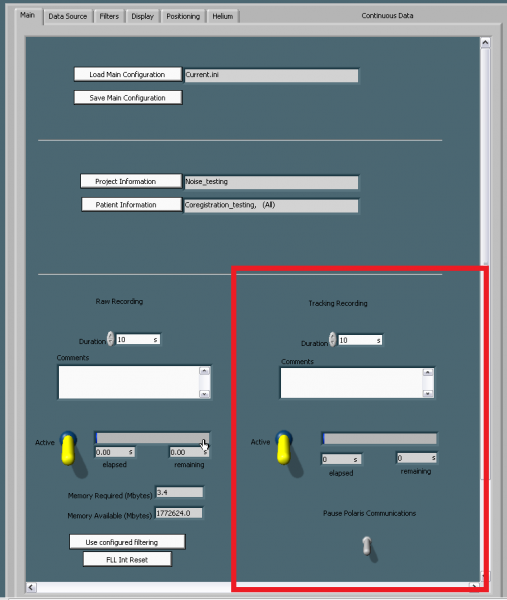 Main Data Source Filters Display Positioning Helium Continuous Data
Load Main Configuration Current.ini
Save Main Configuration
Project Information Noise_testing
Patient Information Coregistration_testing, (All)
Raw Recording
Duration 10 s
Comments
Active
0.00 s 0.00 s
elapsed remaining
Memory Required (Mbytes) 3.4
Memory Available (Mbytes) 1772624.0
Use configured filtering
FLL Int Reset
Tracking Recording
Duration 10 s
Comments
Active
0 s 0 s
elapsed remaining
Pause Polaris Communications